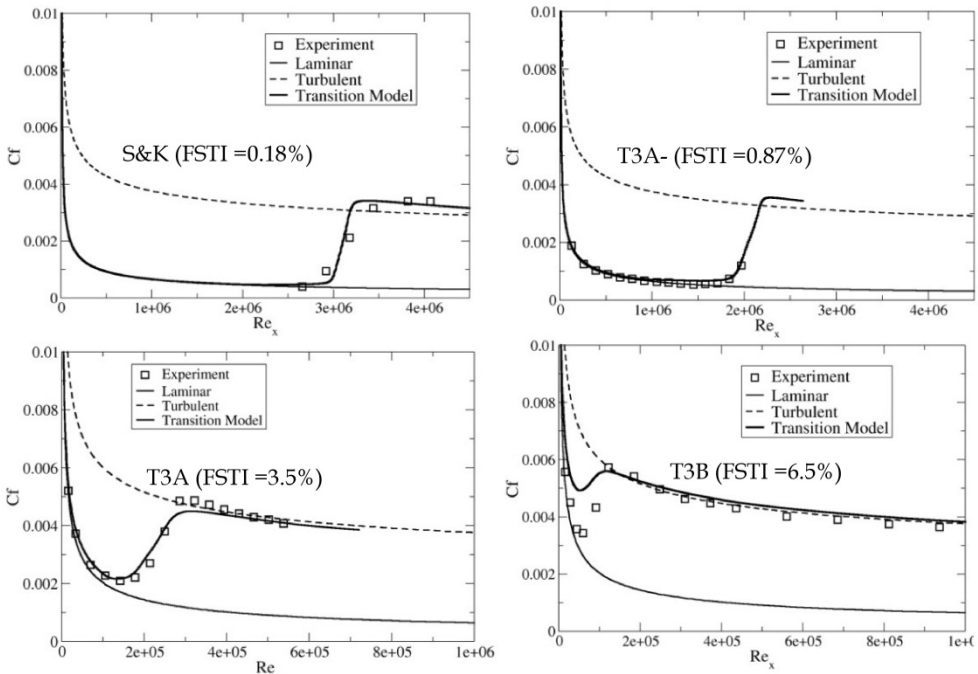 0.01
0.008
0.006
0.004
0.002
0
Cf
Experiment
Laminar
Turbulent
Transition Model
S&K (FSTI =0.18%)
0
1e+06
2e+06
3e+06
4e+06
Re_x
0.01
0.008
0.006
0.004
0.002
0
Cf
Experiment
Laminar
Turbulent
Transition Model
T3A- (FSTI =0.87%)
0
1e+06
2e+06
3e+06
4e+06
Re_x
0.01
0.008
0.006
0.004
0.002
0
Cf
Experiment
Laminar
Turbulent
Transition Model
T3A (FSTI =3.5%)
0
2e+05
4e+05
6e+05
8e+05
1e+06
Re
0.01
0.008
0.006
0.004
0.002
0
Cf
Experiment
Laminar
Turbulent
Transition Model
T3B (FSTI =6.5%)
0
2e+05
4e+05
6e+05
8e+05
1e+0
Re_x